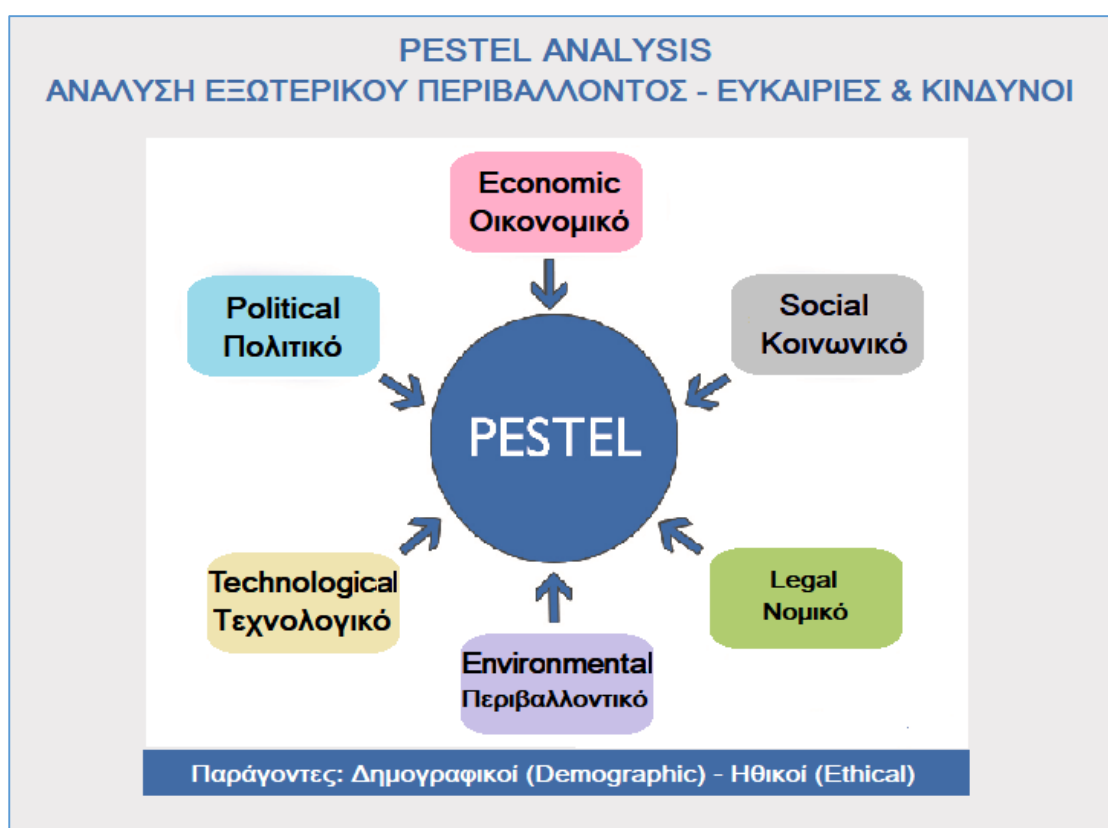 PESTEL ANALYSIS
ΑΝΑΛΥΣΗ ΕΞΩΤΕΡΙΚΟΥ ΠΕΡΙΒΑΛΛΟΝΤΟΣ - ΕΥΚΑΙΡΙΕΣ & ΚΙΝΔΥΝΟΙ
Economic
Οικονομικό
Political
Πολιτικό
Social
Κοινωνικό
PESTEL
Technological
Τεχνολογικό
Legal
Νομικό
Environmental
Περιβαλλοντικό
Παράγοντες: Δημογραφικοί (Demographic) - Ηθικοί (Ethical)